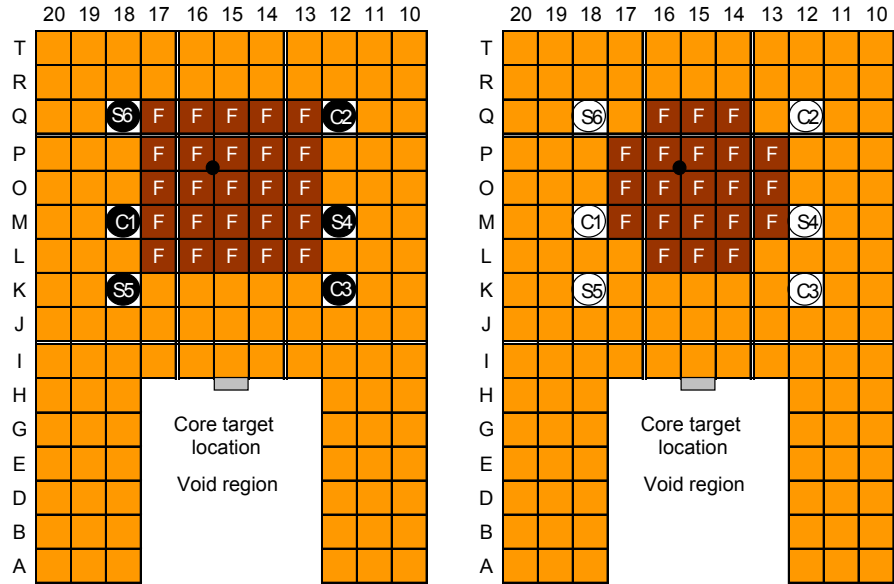 20 19 18 17 16 15 14 13 12 11 10 20 19 18 17 16 15 14 13 12 11 10
T T
R R
Q S6 F F F F F C2 Q S6 F F F C2
P F F F F F P F F F F F
O F F F F F O F F F F F
M C1 F F F F F S4 M C1 F F F F F S4
L F F F F F L F F F
K S5 C3 K S5 C3
J J
I I
H H
G Core target G Core target
location location
E E
Void region Void region
D D
B B
A A